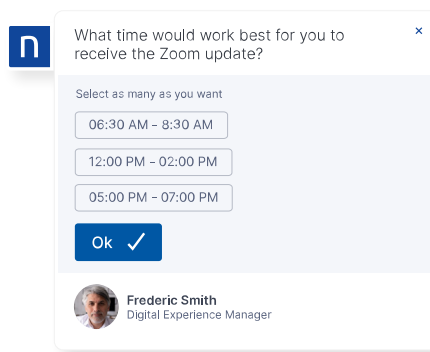 n
What time would work best for you to
receive the Zoom update?
×
Select as many as you want
06:30 AM – 8:30 AM
12:00 PM – 02:00 PM
05:00 PM – 07:00 PM
Ok
Frederic Smith
Digital Experience Manager